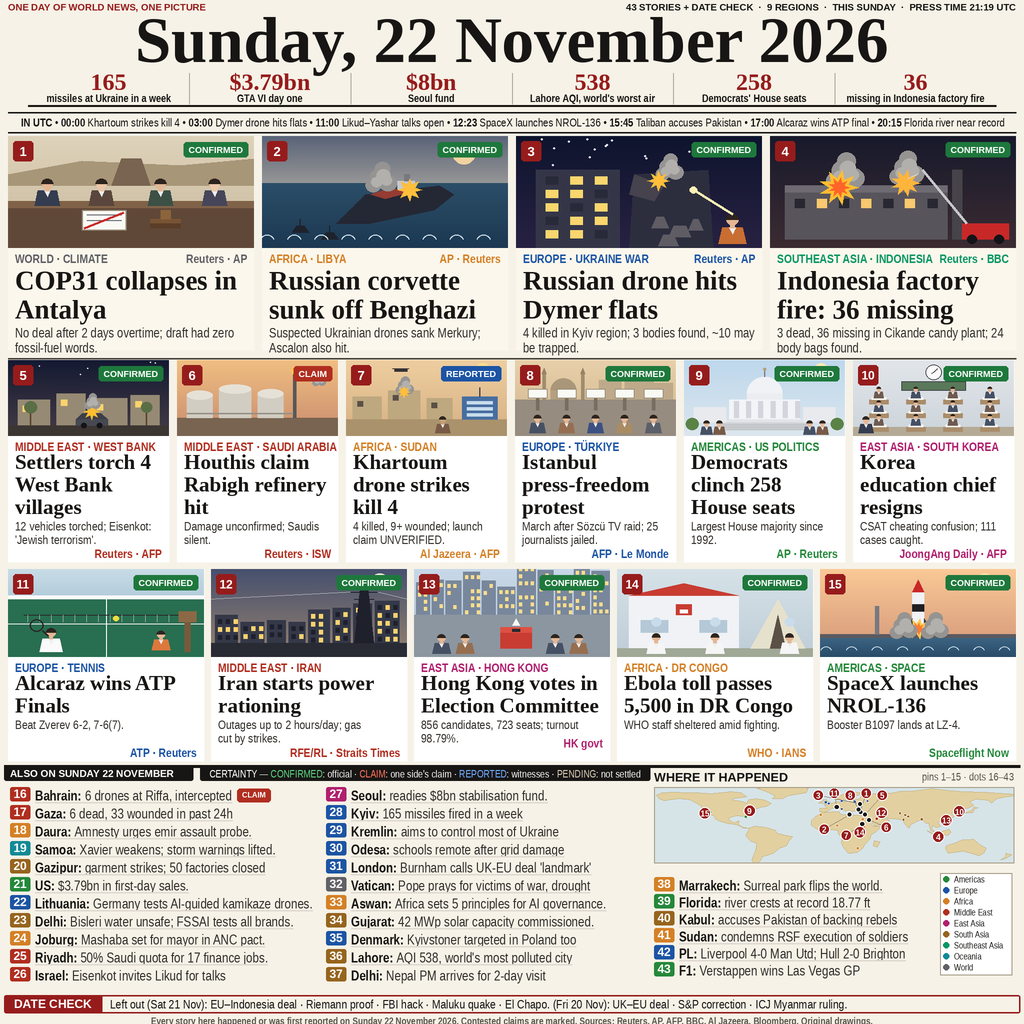 ONE DAY OF WORLD NEWS, ONE PICTURE
43 STORIES + DATE CHECK · 9 REGIONS · THIS SUNDAY · PRESS TIME 21:19 UTC
Sunday, 22 November 2026
165
missiles at Ukraine in a week
$3.79bn
GTA VI day one
$8bn
Seoul fund
538
Lahore AQI, world's worst air
258
Democrats' House seats
36
missing in Indonesia factory fire
IN UTC • 00:00 Khartoum strikes kill 4 • 03:00 Dymer drone hits flats • 11:00 Likud–Yashar talks open • 12:23 SpaceX launches NROL-136 • 15:45 Taliban accuses Pakistan • 17:00 Alcaraz wins ATP final • 20:15 Florida river near record
1
CONFIRMED
WORLD · CLIMATE
Reuters · AP
COP31 collapses in
Antalya
No deal after 2 days overtime; draft had zero
fossil-fuel words.
2
CONFIRMED
AFRICA · LIBYA
AP · Reuters
Russian corvette
sunk off Benghazi
Suspected Ukrainian drones sank Merkury;
Ascalon also hit.
3
CONFIRMED
EUROPE · UKRAINE WAR
Reuters · AP
Russian drone hits
Dymer flats
4 killed in Kyiv region; 3 bodies found, ~10 may
be trapped.
4
CONFIRMED
SOUTHEAST ASIA · INDONESIA
Reuters · BBC
Indonesia factory
fire: 36 missing
3 dead, 36 missing in Cikande candy plant; 24
body bags found.
5
CONFIRMED
MIDDLE EAST · WEST BANK
Settlers torch 4
West Bank
villages
12 vehicles torched; Eisenkot:
'Jewish terrorism'.
Reuters · AFP
6
CLAIM
MIDDLE EAST · SAUDI ARABIA
Houthis claim
Rabigh refinery
hit
Damage unconfirmed; Saudis
silent.
Reuters · ISW
7
REPORTED
AFRICA · SUDAN
Khartoum
drone strikes
kill 4
4 killed, 9+ wounded; launch
claim UNVERIFIED.
Al Jazeera · AFP
8
CONFIRMED
EUROPE · TÜRKIYE
Istanbul
press-freedom
protest
March after Sözcü TV raid; 25
journalists jailed.
AFP · Le Monde
9
CONFIRMED
AMERICAS · US POLITICS
Democrats
clinch 258
House seats
Largest House majority since
1992.
AP · Reuters
10
CONFIRMED
EAST ASIA · SOUTH KOREA
Korea
education chief
resigns
CSAT cheating confusion; 111
cases caught.
JoongAng Daily · AFP
11
CONFIRMED
EUROPE · TENNIS
Alcaraz wins ATP
Finals
Beat Zverev 6-2, 7-6(7).
ATP · Reuters
12
CONFIRMED
MIDDLE EAST · IRAN
Iran starts power
rationing
Outages up to 2 hours/day; gas
cut by strikes.
RFE/RL · Straits Times
13
CONFIRMED
EAST ASIA · HONG KONG
Hong Kong votes in
Election Committee
856 candidates, 723 seats; turnout
98.79%.
HK govt
14
CONFIRMED
AFRICA · DR CONGO
Ebola toll passes
5,500 in DR Congo
WHO staff sheltered amid fighting.
WHO · IANS
15
CONFIRMED
AMERICAS · SPACE
SpaceX launches
NROL-136
Booster B1097 lands at LZ-4.
Spaceflight Now
ALSO ON SUNDAY 22 NOVEMBER
CERTAINTY — CONFIRMED: official · CLAIM: one side's claim · REPORTED: witnesses · PENDING: not settled
16 Bahrain: 6 drones at Riffa, intercepted CLAIM
17 Gaza: 6 dead, 33 wounded in past 24h
18 Daura: Amnesty urges emir assault probe.
19 Samoa: Xavier weakens; storm warnings lifted.
20 Gazipur: garment strikes; 50 factories closed
21 US: $3.79bn in first-day sales.
22 Lithuania: Germany tests AI-guided kamikaze drones.
23 Delhi: Bisleri water unsafe; FSSAI tests all brands.
24 Joburg: Mashaba set for mayor in ANC pact.
25 Riyadh: 50% Saudi quota for 17 finance jobs.
26 Israel: Eisenkot invites Likud for talks
27 Seoul: readies $8bn stabilisation fund.
28 Kyiv: 165 missiles fired in a week
29 Kremlin: aims to control most of Ukraine
30 Odesa: schools remote after grid damage
31 London: Burnham calls UK-EU deal 'landmark'
32 Vatican: Pope prays for victims of war, drought
33 Aswan: Africa sets 5 principles for AI governance.
34 Gujarat: 42 MWp solar capacity commissioned.
35 Denmark: Kyivstoner targeted in Poland too
36 Lahore: AQI 538, world's most polluted city
37 Delhi: Nepal PM arrives for 2-day visit
WHERE IT HAPPENED
pins 1–15 · dots 16–43
3 11 8 1 5
15 9 12 10
2 7 14 6 13 4
38 Marrakech: Surreal park flips the world.
39 Florida: river crests at record 18.77 ft
40 Kabul: accuses Pakistan of backing rebels
41 Sudan: condemns RSF execution of soldiers
42 PL: Liverpool 4-0 Man Utd; Hull 2-0 Brighton
43 F1: Verstappen wins Las Vegas GP
Americas
Europe
Africa
Middle East
East Asia
South Asia
Southeast Asia
Oceania
World
DATE CHECK
Left out (Sat 21 Nov): EU–Indonesia deal · Riemann proof · FBI hack · Maluku quake · El Chapo. (Fri 20 Nov): UK–EU deal · S&P correction · ICJ Myanmar ruling.
Every story here happened or was first reported on Sunday 22 November 2026. Contested claims are marked. Sources: Reuters, AP, AFP, BBC, Al Jazeera, Bloomberg. Original drawings.